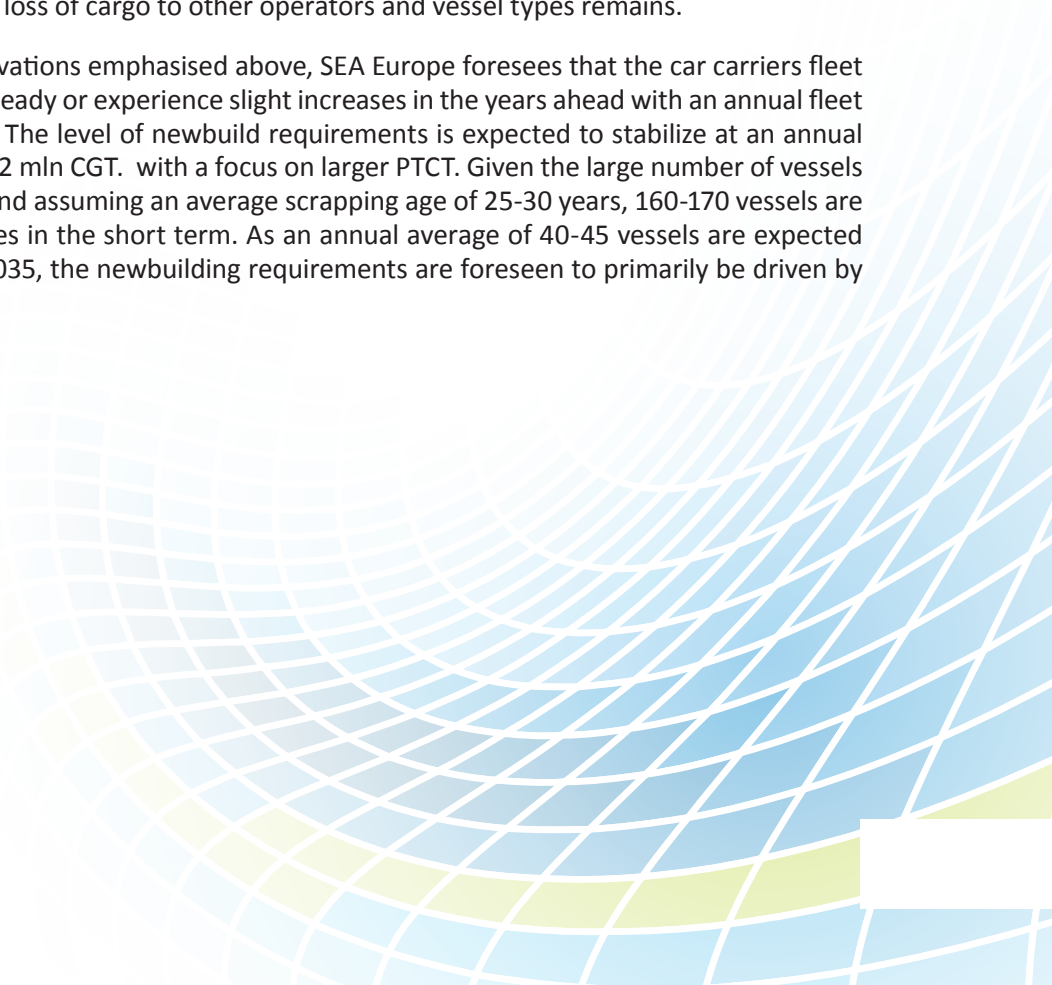 loss of cargo to other operators and vessel types remains.
vations emphasised above, SEA Europe foresees that the car carriers fleet
eady or experience slight increases in the years ahead with an annual fleet
The level of newbuild requirements is expected to stabilize at an annual
2 mln CGT. with a focus on larger PTCT. Given the large number of vessels
nd assuming an average scrapping age of 25-30 years, 160-170 vessels are
es in the short term. As an annual average of 40-45 vessels are expected
035, the newbuilding requirements are foreseen to primarily be driven by